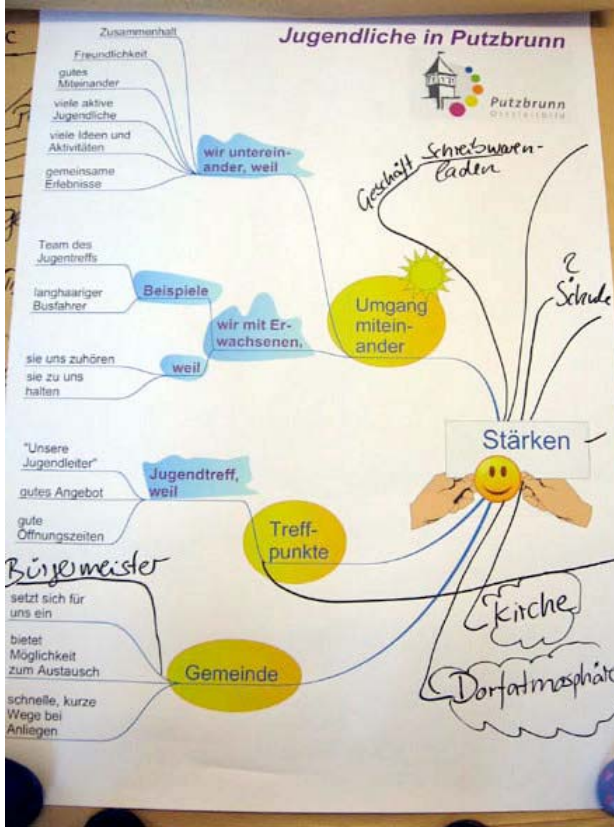 Jugendliche in Putzbrunn
Putzbrunn
Zusammenhalt
Freundlichkeit
gutes
Miteinander
viele aktive
Jugendliche
viele Ideen und
Aktivitäten
gemeinsame
Erlebnisse
wir unterein-
ander, weil
Geschäft Schreibwaren-
laden
Team des
Jugentreffs
langhaariger
Busfahrer
Beispiele
sie uns zuhören
sie zu uns
halten
weil
wir mit Er-
wachsenen,
Umgang
mitein-
ander
?
Schule
Stärken
"Unsere
Jugendleiter"
gutes Angebot
gute
Öffnungszeiten
Jugendtreff,
weil
Treff-
punkte
Bürgermeister
setzt sich für
uns ein
bietet
Möglichkeit
zum Austausch
schnelle, kurze
Wege bei
Anliegen
Gemeinde
Kirche
Dorfatmosphäre